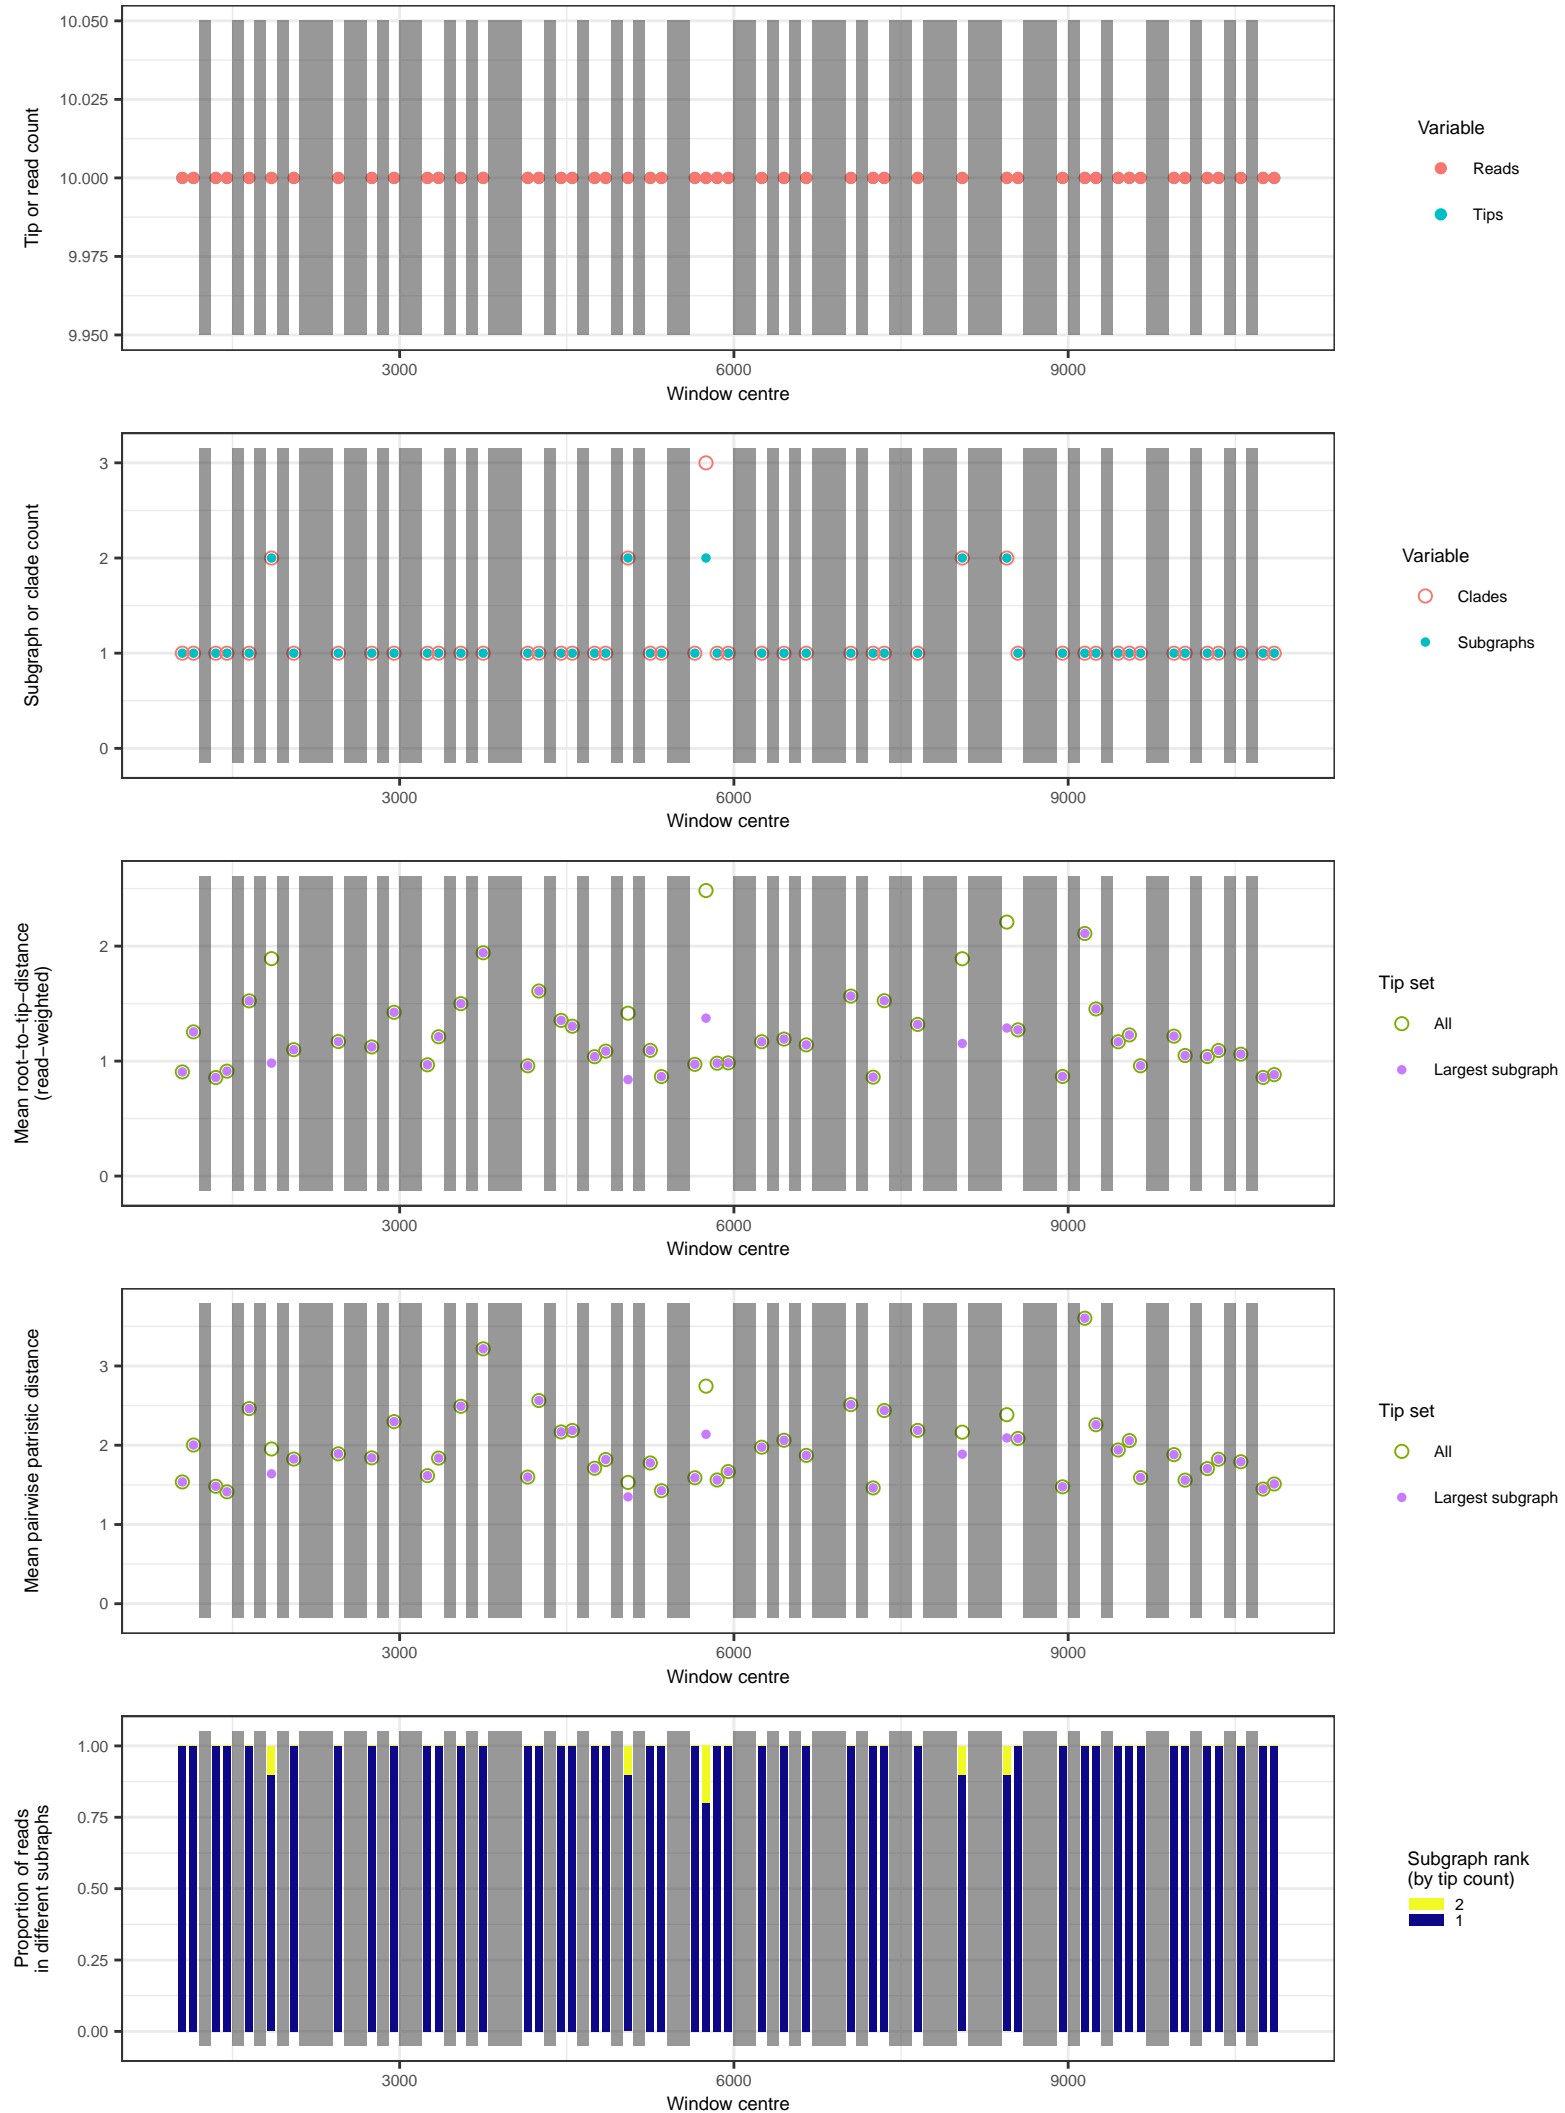 10.050
10.025
10.000
9.975
9.950
Tip or read count
3000 6000 9000
Window centre
Variable
Reads
Tips
3
2
1
0
Subgraph or clade count
3000 6000 9000
Window centre
Variable
Clades
Subgraphs
2
1
0
Mean root−to−tip−distance
(read−weighted)
3000 6000 9000
Window centre
Tip set
All
Largest subgraph
3
2
1
0
Mean pairwise patristic distance
3000 6000 9000
Window centre
Tip set
All
Largest subgraph
1.00
0.75
0.50
0.25
0.00
Proportion of reads
in different subraphs
3000 6000 9000
Window centre
Subgraph rank
(by tip count)
2
1